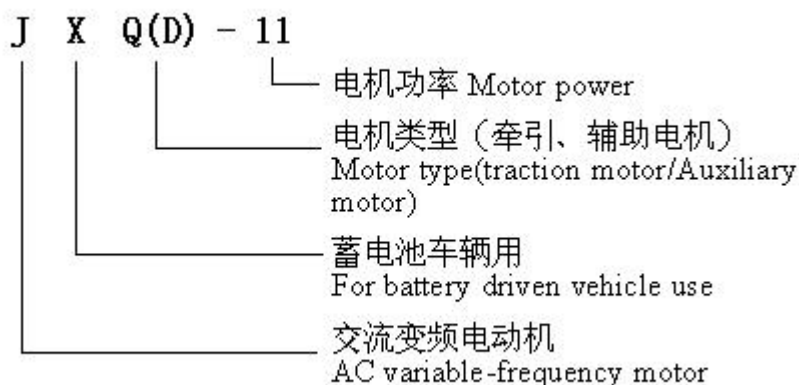 J X Q(D) - 11
电机功率 Motor power
电机类型（牵引、辅助电机）
Motor type(traction motor/Auxiliary
motor)
蓄电池车辆用
For battery driven vehicle use
交流变频电动机
AC variable-frequency motor